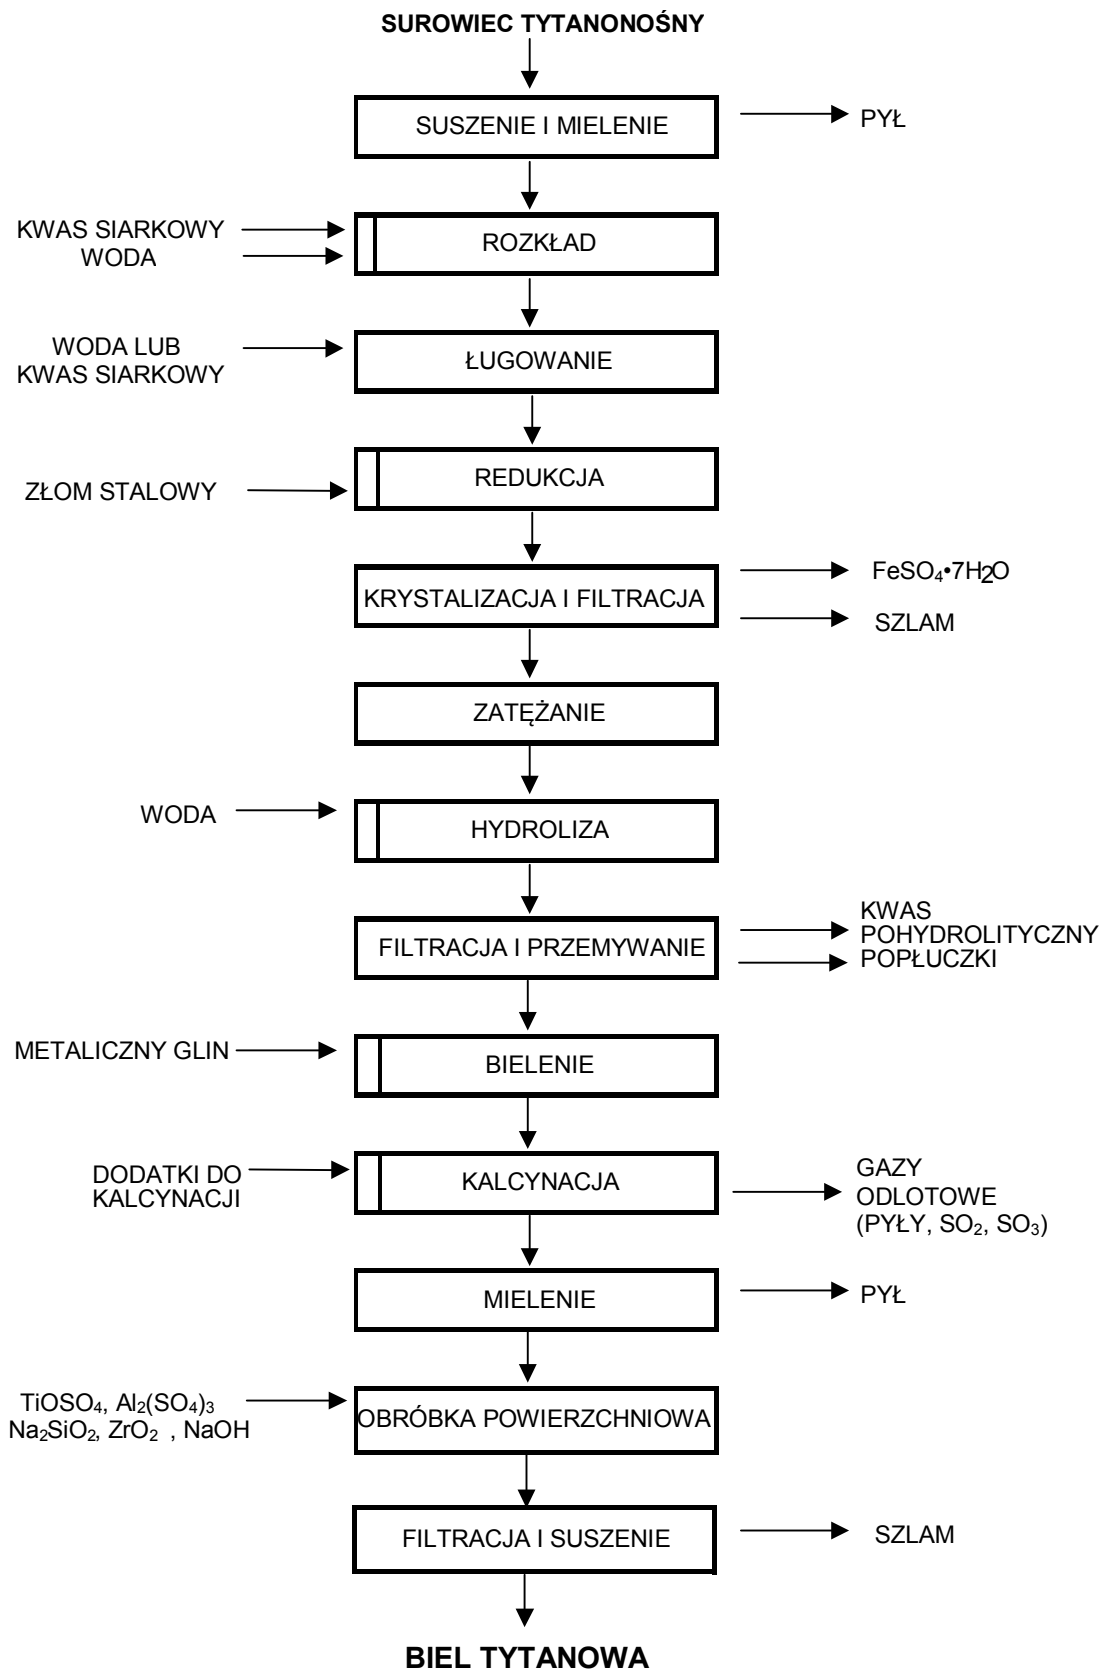 SUROWIEC TYTANONOŚNY
SUSZENIE I MIELENIE
PYŁ
KWAS SIARKOWY
WODA
ROZKŁAD
WODA LUB
KWAS SIARKOWY
ŁUGOWANIE
ZŁOM STALOWY
REDUKCJA
KRYSTALIZACJA I FILTRACJA
FeSO₄•7H2O
SZLAM
ZATĘŻANIE
WODA
HYDROLIZA
FILTRACJA I PRZEMYWANIE
KWAS
POHYDROLITYCZNY
POPŁUCZKI
METALICZNY GLIN
BIELENIE
DODATKI DO
KALCYNACJI
KALCYNACJA
GAZY
ODLOTOWE
(PYŁY, SO₂, SO₃)
MIELENIE
PYŁ
TiOSO₄, Al₂(SO₄)₃
Na₂SiO₂, ZrO₂ , NaOH
OBRÓBKA POWIERZCHNIOWA
FILTRACJA I SUSZENIE
SZLAM
BIEL TYTANOWA